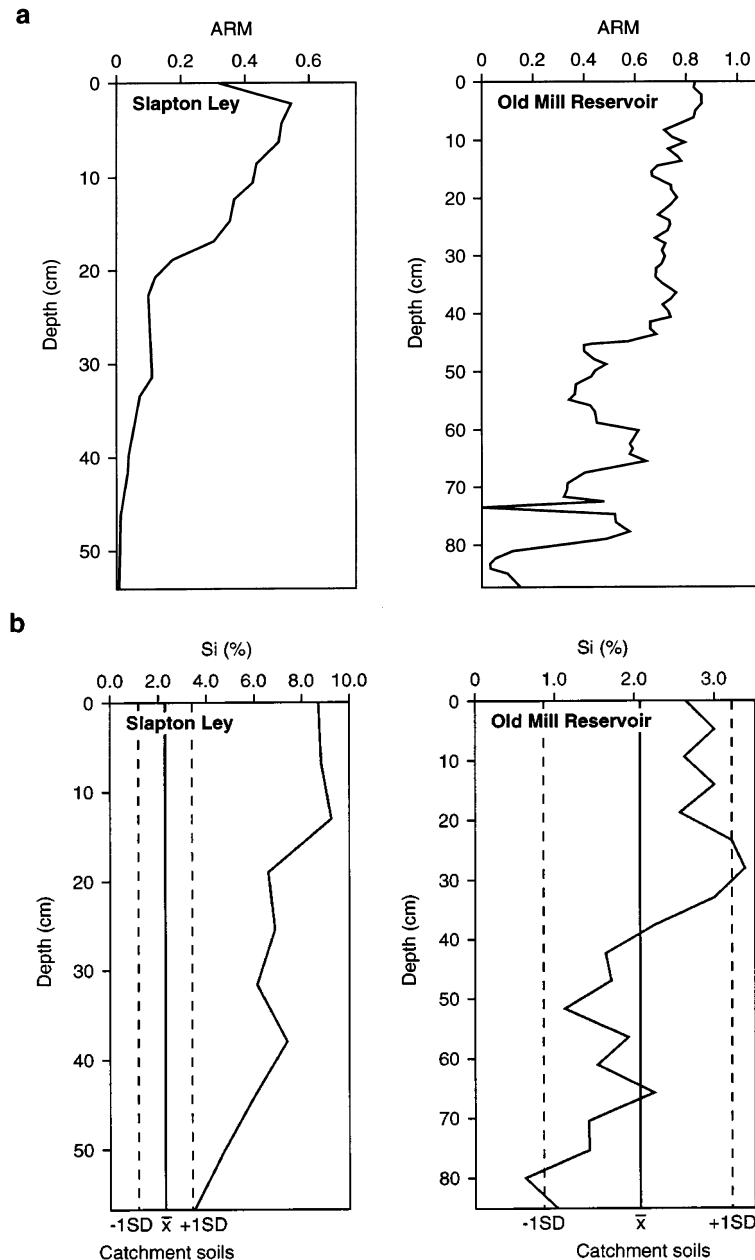 a
ARM
ARM
0 0.2 0.4 0.6
0 0.2 0.4 0.6 0.8 1.0
Slapton Ley
Old Mill Reservoir
Depth (cm)
0
10
20
30
40
50
Depth (cm)
0
10
20
30
40
50
60
70
80
b
Si (%)
Si (%)
0.0 2.0 4.0 6.0 8.0 10.0
0 1.0 2.0 3.0
Slapton Ley
Old Mill Reservoir
Depth (cm)
0
10
20
30
40
50
Depth (cm)
0
10
20
30
40
50
60
70
80
-1SD x̅ +1SD
-1SD x̅ +1SD
Catchment soils
Catchment soils